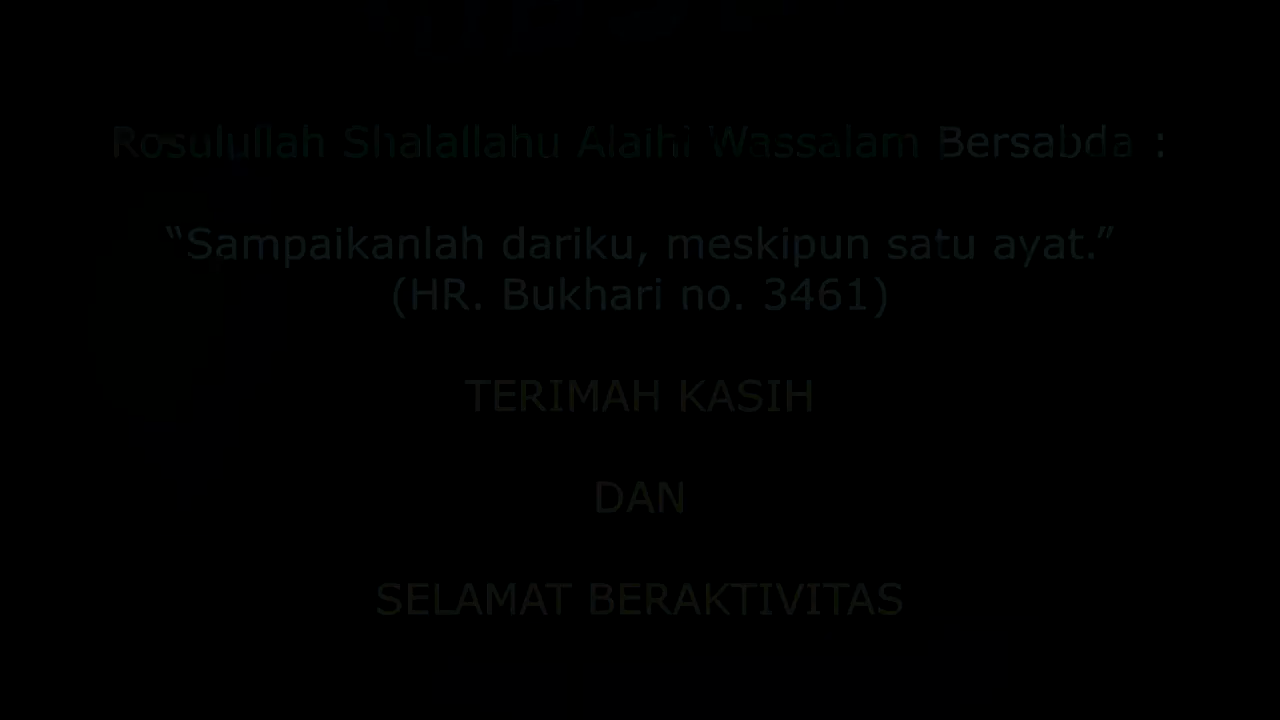 Rosulullah Shalallahu Alaihi Wassalam Bersabda :
“Sampaikanlah dariku, meskipun satu ayat.”
(HR. Bukhari no. 3461)
TERIMAH KASIH
DAN
SELAMAT BERAKTIVITAS